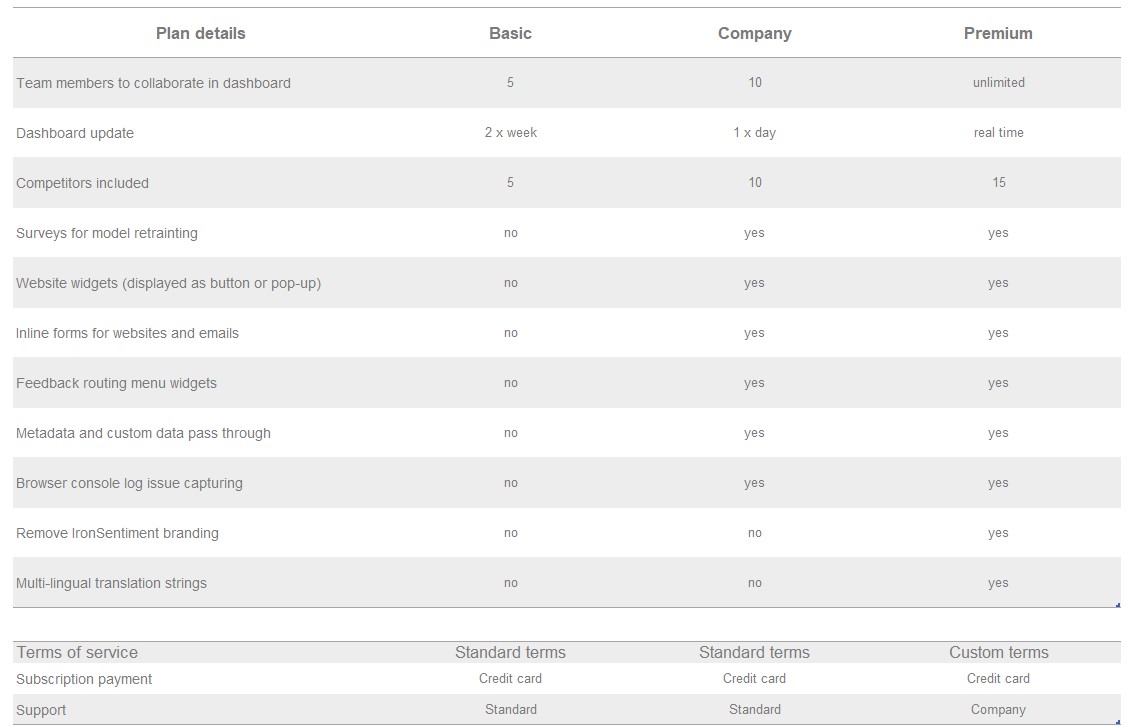 Plan details Basic Company Premium
Team members to collaborate in dashboard 5 10 unlimited
Dashboard update 2 x week 1 x day real time
Competitors included 5 10 15
Surveys for model retrainting no yes yes
Website widgets (displayed as button or pop-up) no yes yes
Inline forms for websites and emails no yes yes
Feedback routing menu widgets no yes yes
Metadata and custom data pass through no yes yes
Browser console log issue capturing no yes yes
Remove IronSentiment branding no no yes
Multi-lingual translation strings no no yes
Terms of service Standard terms Standard terms Custom terms
Subscription payment Credit card Credit card Credit card
Support Standard Standard Company